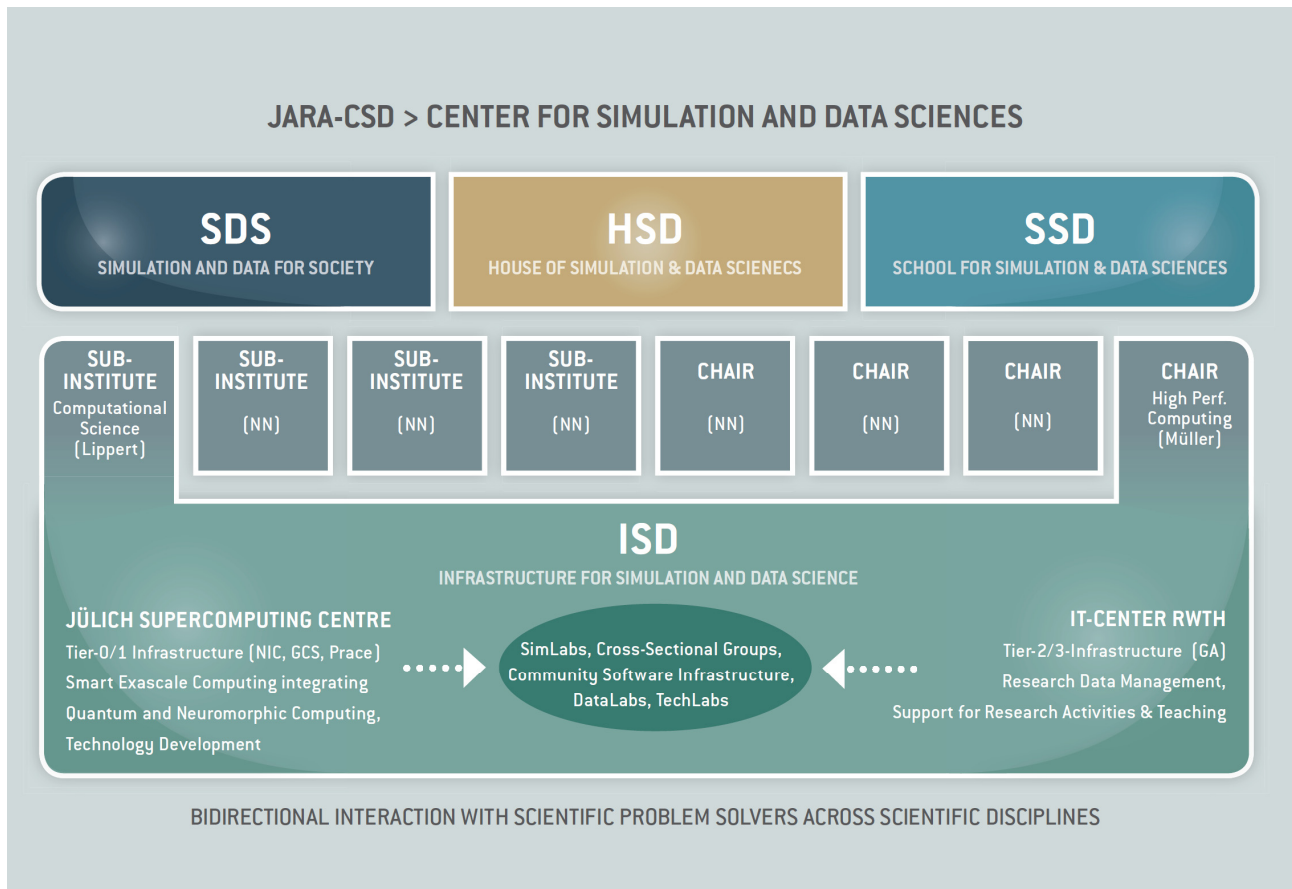 JARA-CSD > CENTER FOR SIMULATION AND DATA SCIENCES
SDS
SIMULATION AND DATA FOR SOCIETY
HSD
HOUSE OF SIMULATION & DATA SCIENECS
SSD
SCHOOL FOR SIMULATION & DATA SCIENCES
SUB-
INSTITUTE
Computational
Science
(Lippert)
SUB-
INSTITUTE
(NN)
SUB-
INSTITUTE
(NN)
SUB-
INSTITUTE
(NN)
CHAIR
(NN)
CHAIR
(NN)
CHAIR
(NN)
CHAIR
High Perf.
Computing
(Müller)
ISD
INFRASTRUCTURE FOR SIMULATION AND DATA SCIENCE
JÜLICH SUPERCOMPUTING CENTRE
Tier-0/1 Infrastructure (NIC, GCS, Prace)
Smart Exascale Computing integrating
Quantum and Neuromorphic Computing,
Technology Development
SimLabs, Cross-Sectional Groups,
Community Software Infrastructure,
DataLabs, TechLabs
IT-CENTER RWTH
Tier-2/3-Infrastructure (GA)
Research Data Management,
Support for Research Activities & Teaching
BIDIRECTIONAL INTERACTION WITH SCIENTIFIC PROBLEM SOLVERS ACROSS SCIENTIFIC DISCIPLINES